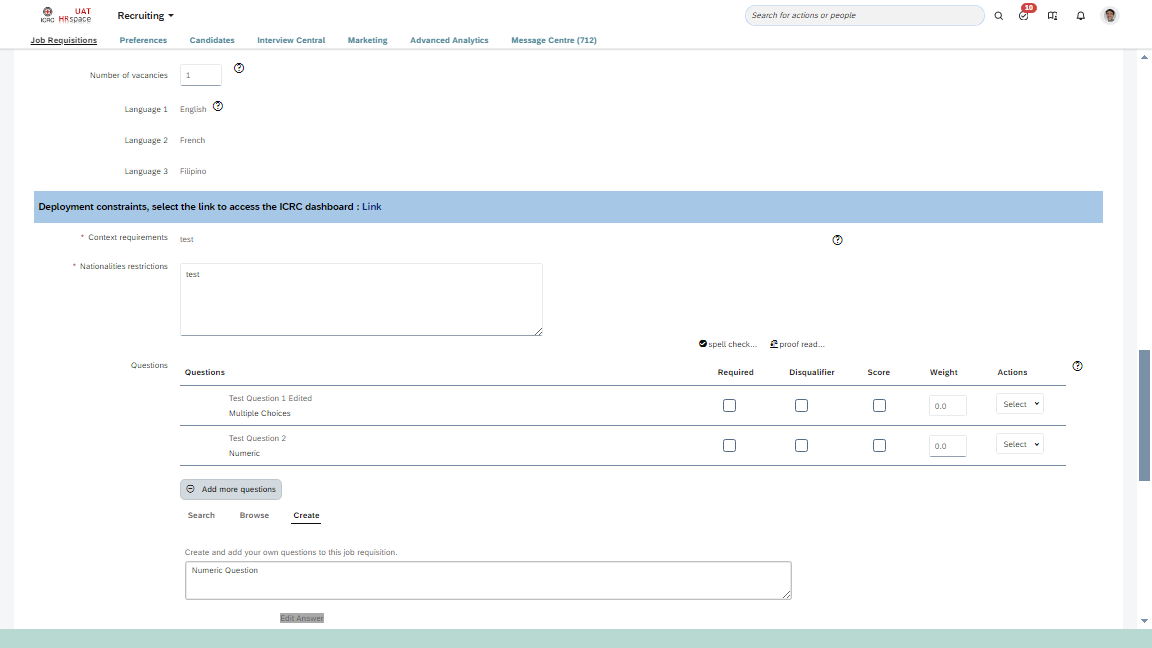 ICRC UAT HRspace
Recruiting
Search for actions or people
10
Job Requisitions Preferences Candidates Interview Central Marketing Advanced Analytics Message Centre (712)
Number of vacancies 1
Language 1 English
Language 2 French
Language 3 Filipino
Deployment constraints, select the link to access the ICRC dashboard : Link
* Context requirements test
* Nationalities restrictions test
spell check... proof read...
Questions
Questions Required Disqualifier Score Weight Actions
Test Question 1 Edited
Multiple Choices
0.0 Select
Test Question 2
Numeric
0.0 Select
Add more questions
Search Browse Create
Create and add your own questions to this job requisition.
Numeric Question
Edit Answer